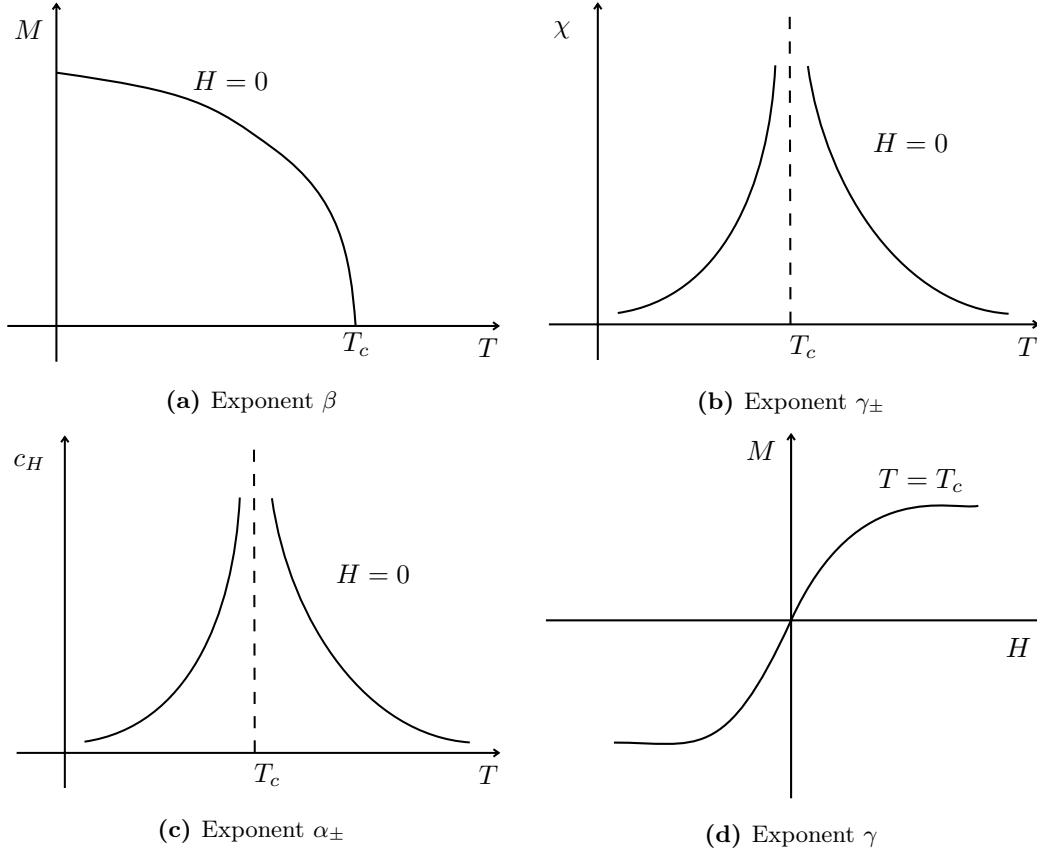 M
H = 0
T_c
T
(a) Exponent β
χ
H = 0
T_c
T
(b) Exponent γ±
c_H
H = 0
T_c
T
(c) Exponent α±
M
T = T_c
H
(d) Exponent γ